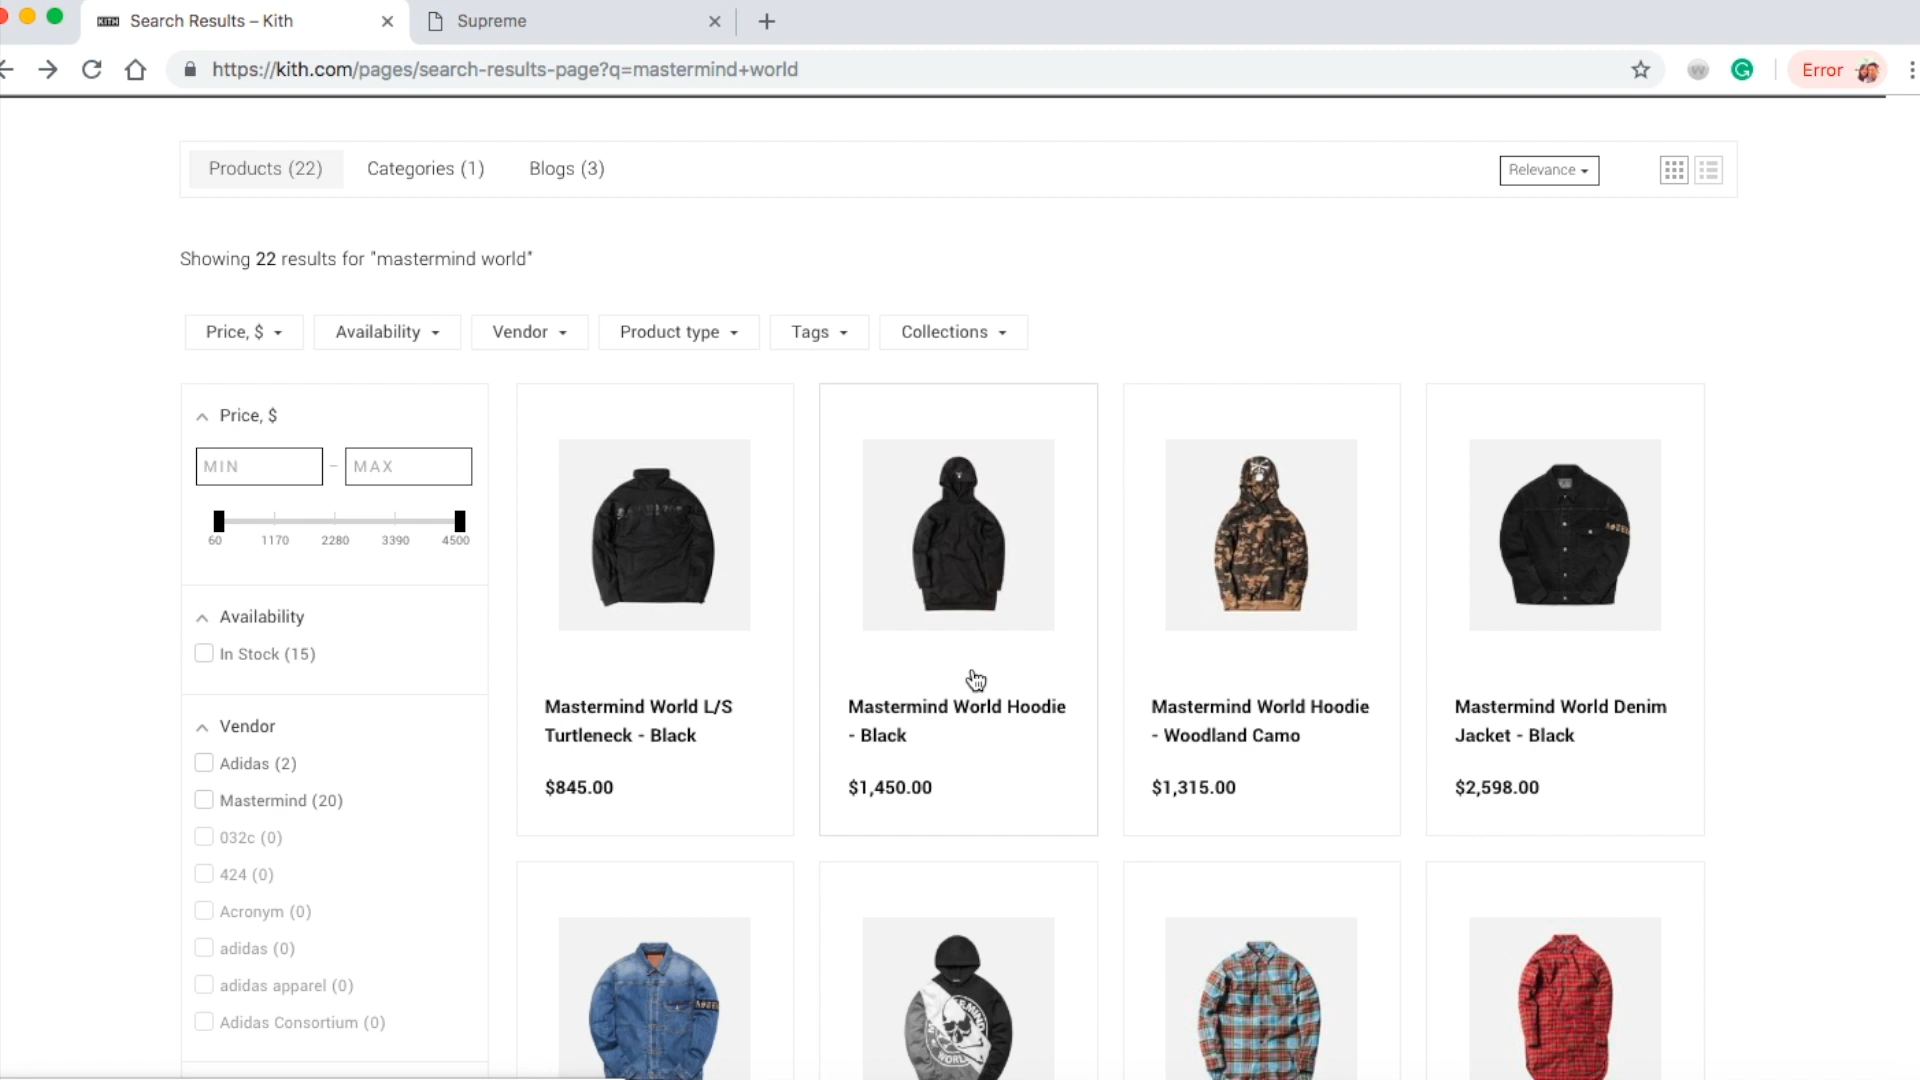 KITH Search Results – Kith
Supreme
https://kith.com/pages/search-results-page?q=mastermind+world
Error
Products (22)
Categories (1)
Blogs (3)
Relevance
Showing 22 results for "mastermind world"
Price, $
Availability
Vendor
Product type
Tags
Collections
Price, $
MIN – MAX
60 1170 2280 3390 4500
Availability
In Stock (15)
Vendor
Adidas (2)
Mastermind (20)
032c (0)
424 (0)
Acronym (0)
adidas (0)
adidas apparel (0)
Adidas Consortium (0)
Mastermind World L/S
Turtleneck - Black
$845.00
Mastermind World Hoodie
- Black
$1,450.00
Mastermind World Hoodie
- Woodland Camo
$1,315.00
Mastermind World Denim
Jacket - Black
$2,598.00